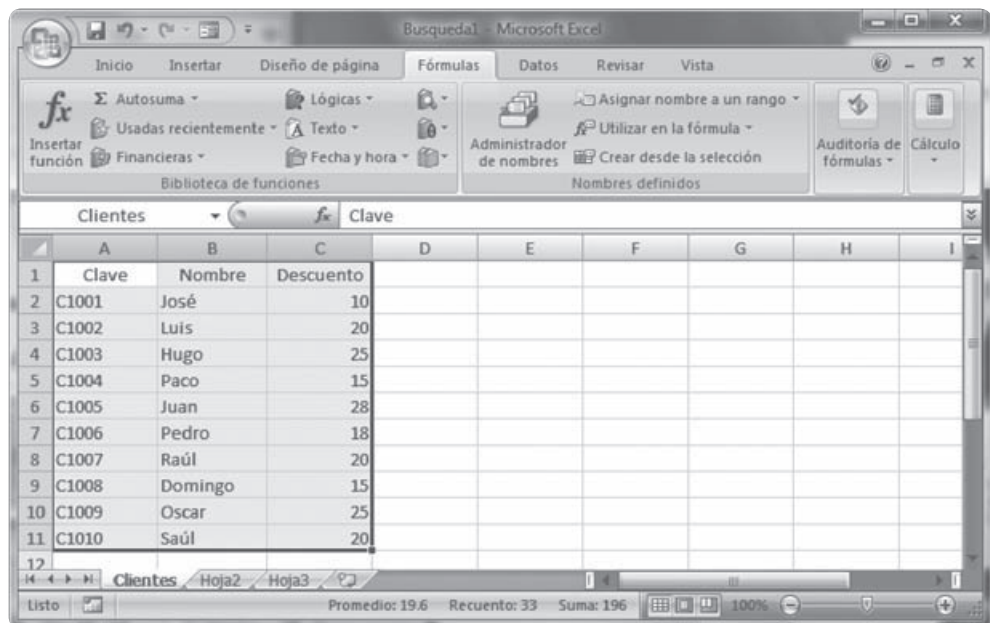 Busqueda1 - Microsoft Excel
Inicio Insertar Diseño de página Fórmulas Datos Revisar Vista
fx Insertar función
Σ Autosuma
Usadas recientemente
Financieras
Lógicas
A Texto
Fecha y hora
θ
Biblioteca de funciones
Administrador de nombres
Asignar nombre a un rango
Utilizar en la fórmula
Crear desde la selección
Nombres definidos
Auditoría de fórmulas
Cálculo
Clientes fx Clave
A B C D E F G H I
1 Clave Nombre Descuento
2 C1001 José 10
3 C1002 Luis 20
4 C1003 Hugo 25
5 C1004 Paco 15
6 C1005 Juan 28
7 C1006 Pedro 18
8 C1007 Raúl 20
9 C1008 Domingo 15
10 C1009 Oscar 25
11 C1010 Saúl 20
12
Clientes Hoja2 Hoja3
Listo Promedio: 19.6 Recuento: 33 Suma: 196 100%